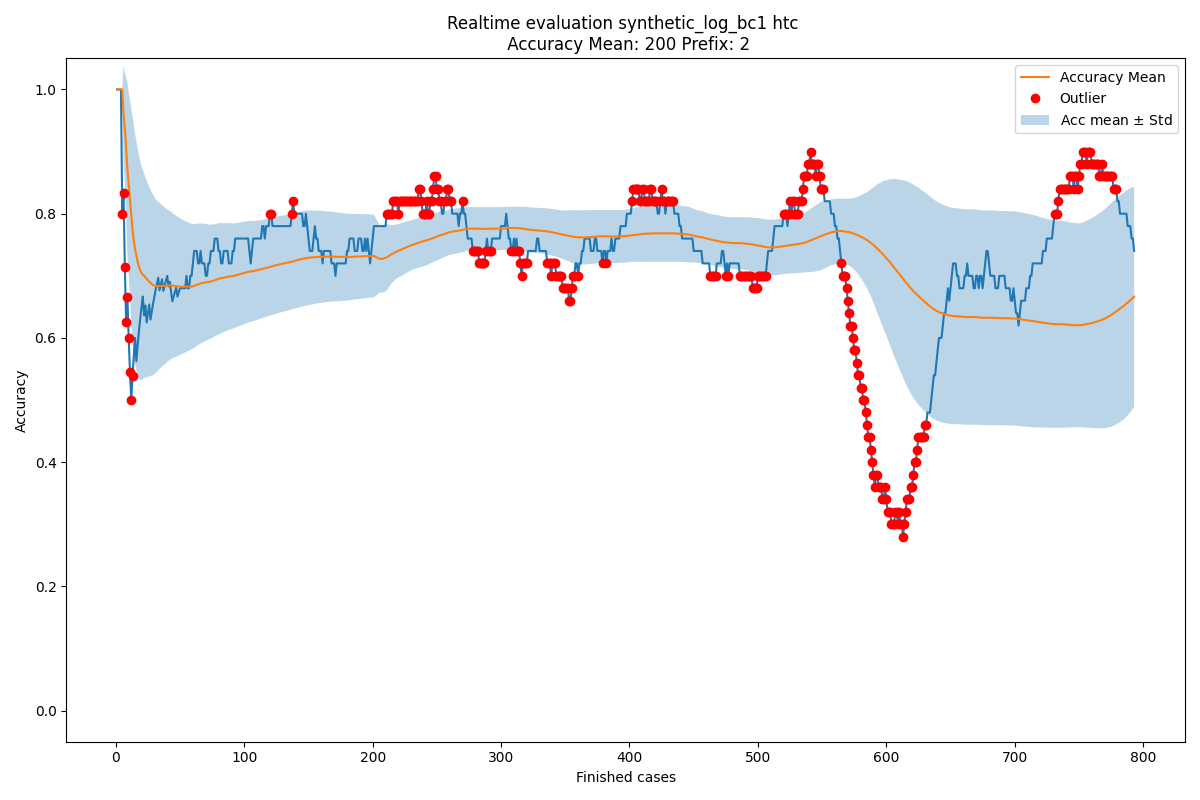 Realtime evaluation synthetic_log_bc1 htc
Accuracy Mean: 200 Prefix: 2
Accuracy Mean
Outlier
Acc mean ± Std
1.0
0.8
0.6
0.4
0.2
0.0
Accuracy
0 100 200 300 400 500 600 700 800
Finished cases